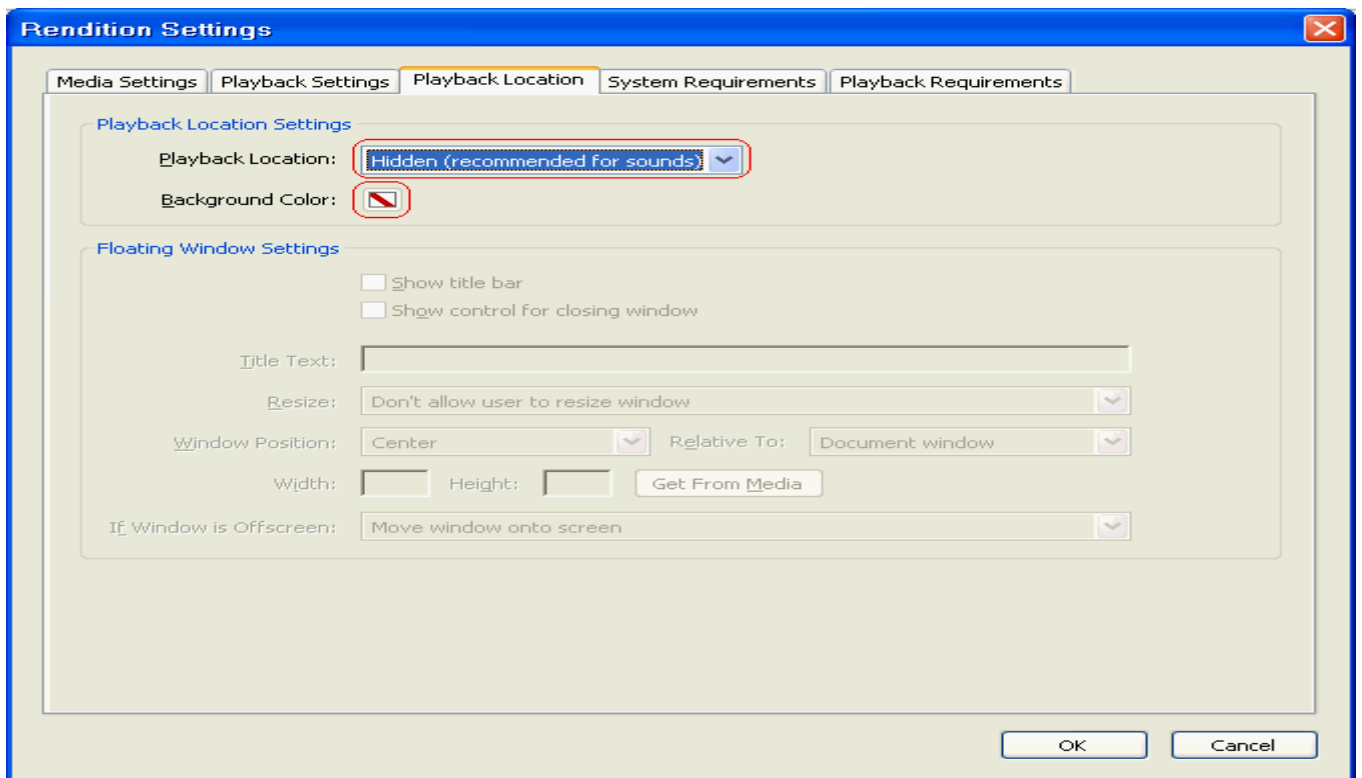 Rendition Settings
Media Settings Playback Settings Playback Location System Requirements Playback Requirements
Playback Location Settings
Playback Location: Hidden (recommended for sounds)
Background Color:
Floating Window Settings
Show title bar
Show control for closing window
Title Text:
Resize: Don't allow user to resize window
Window Position: Center Relative To: Document window
Width: Height: Get From Media
If Window is Offscreen: Move window onto screen
OK Cancel